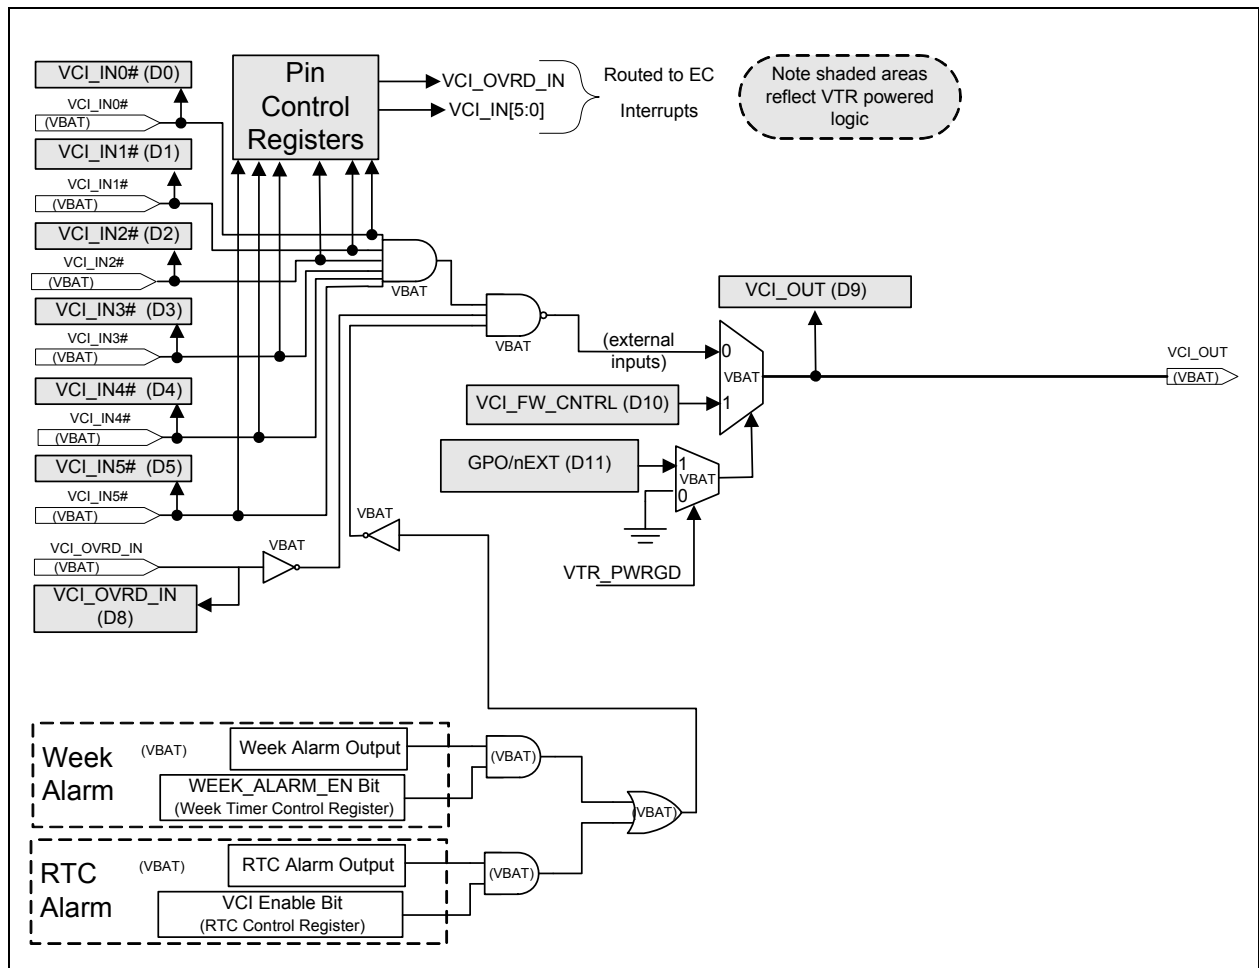 VCI_IN0# (D0)
VCI_IN0#
(VBAT)
VCI_IN1# (D1)
VCI_IN1#
(VBAT)
VCI_IN2# (D2)
VCI_IN2#
(VBAT)
VCI_IN3# (D3)
VCI_IN3#
(VBAT)
VCI_IN4# (D4)
VCI_IN4#
(VBAT)
VCI_IN5# (D5)
VCI_IN5#
(VBAT)
VCI_OVRD_IN
(VBAT)
VCI_OVRD_IN
(D8)
Pin
Control
Registers
VCI_OVRD_IN
VCI_IN[5:0]
Routed to EC
Interrupts
Note shaded areas
reflect VTR powered
logic
VBAT
VBAT
VBAT
VBAT
(external
inputs)
VCI_OUT (D9)
0
VBAT
1
VCI_FW_CNTRL (D10)
GPO/nEXT (D11)
1
VBAT
0
VTR_PWRGD
VCI_OUT
(VBAT)
Week
Alarm
(VBAT)
Week Alarm Output
WEEK_ALARM_EN Bit
(Week Timer Control Register)
(VBAT)
(VBAT)
RTC
Alarm
(VBAT)
RTC Alarm Output
VCI Enable Bit
(RTC Control Register)
(VBAT)